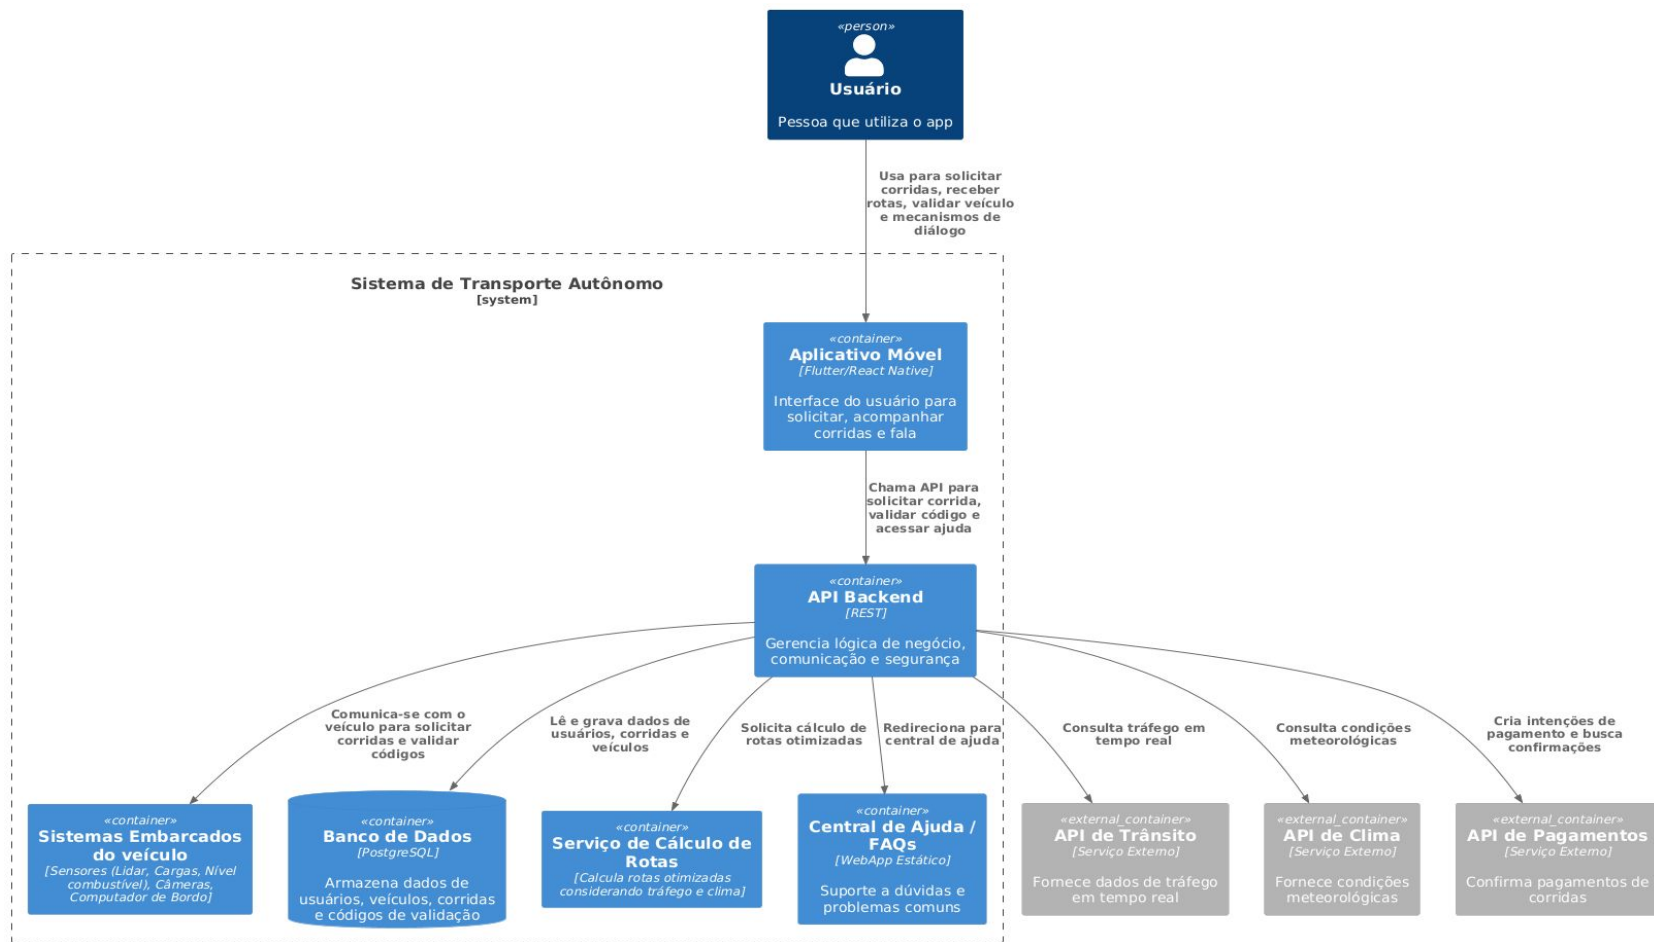 «person»
Usuário
Pessoa que utiliza o app
Usa para solicitar
corridas, receber
rotas, validar veículo
e mecanismos de
diálogo
Sistema de Transporte Autônomo
[system]
«container»
Aplicativo Móvel
[Flutter/React Native]
Interface do usuário para
solicitar, acompanhar
corridas e fala
Chama API para
solicitar corrida,
validar código e
acessar ajuda
«container»
API Backend
[REST]
Gerencia lógica de negócio,
comunicação e segurança
Comunica-se com o
veículo para solicitar
corridas e validar
códigos
Lê e grava dados de
usuários, corridas e
veículos
Solicita cálculo de
rotas otimizadas
Redireciona para
central de ajuda
Consulta tráfego em
tempo real
Consulta condições
meteorológicas
Cria intenções de
pagamento e busca
confirmações
«container»
Sistemas Embarcados
do veículo
[Sensores (Lidar, Cargas, Nível
combustível), Câmeras,
Computador de Bordo]
«container»
Banco de Dados
[PostgreSQL]
Armazena dados de
usuários, veículos, corridas
e códigos de validação
«container»
Serviço de Cálculo de
Rotas
[Calcula rotas otimizadas
considerando tráfego e clima]
«container»
Central de Ajuda /
FAQs
[WebApp Estático]
Suporte a dúvidas e
problemas comuns
«external_container»
API de Trânsito
[Serviço Externo]
Fornece dados de tráfego
em tempo real
«external_container»
API de Clima
[Serviço Externo]
Fornece condições
meteorológicas
«external_container»
API de Pagamentos
[Serviço Externo]
Confirma pagamentos de
corridas